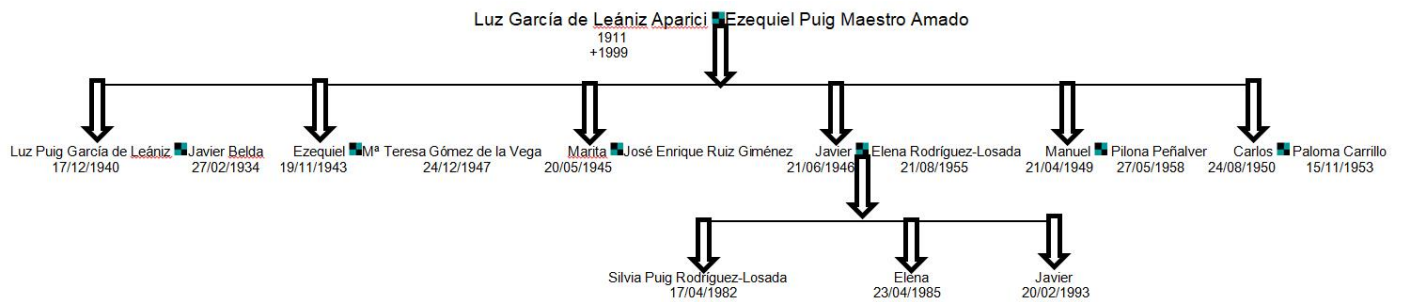 Luz García de Leániz Aparici Ezequiel Puig Maestro Amado
1911
+1999
Luz Puig García de Leániz Javier Belda Ezequiel Mª Teresa Gómez de la Vega Marita José Enrique Ruiz Giménez Javier Elena Rodríguez-Losada Manuel Pilona Peñalver Carlos Paloma Carrillo
17/12/1940 27/02/1934 19/11/1943 24/12/1947 20/05/1945 21/06/1946 21/08/1955 21/04/1949 27/05/1958 24/08/1950 15/11/1953
Silvia Puig Rodríguez-Losada Elena Javier
17/04/1982 23/04/1985 20/02/1993